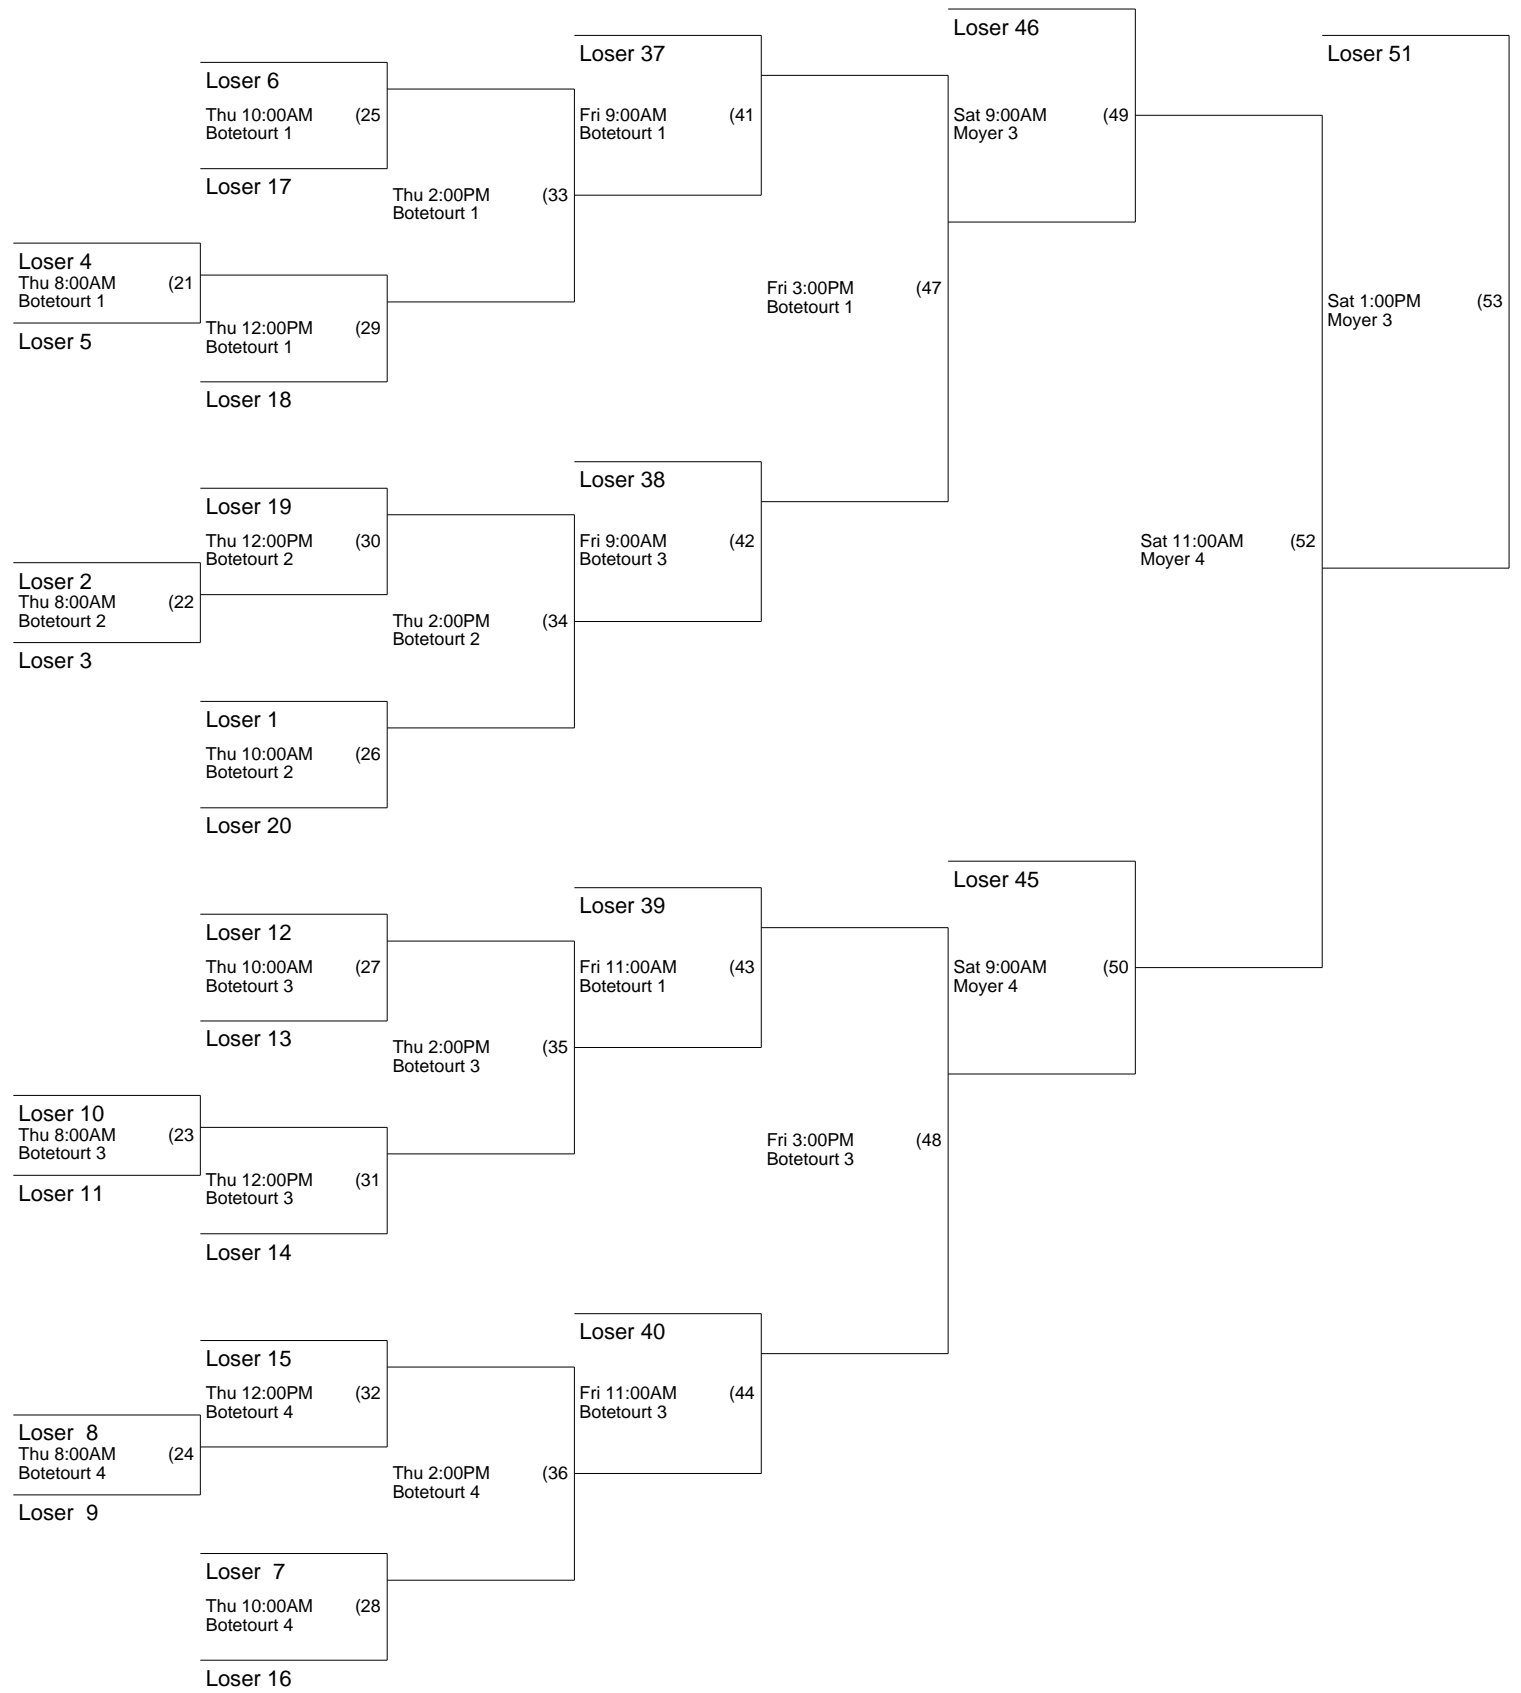 Loser 46
Loser 37
Loser 51
Loser 6
Thu 10:00AM (25
Botetourt 1
Fri 9:00AM (41
Botetourt 1
Sat 9:00AM (49
Moyer 3
Loser 17
Thu 2:00PM (33
Botetourt 1
Loser 4
Thu 8:00AM (21
Botetourt 1
Fri 3:00PM (47
Botetourt 1
Sat 1:00PM (53
Moyer 3
Thu 12:00PM (29
Botetourt 1
Loser 5
Loser 18
Loser 38
Loser 19
Thu 12:00PM (30
Botetourt 2
Fri 9:00AM (42
Botetourt 3
Sat 11:00AM (52
Moyer 4
Loser 2
Thu 8:00AM (22
Botetourt 2
Thu 2:00PM (34
Botetourt 2
Loser 3
Loser 1
Thu 10:00AM (26
Botetourt 2
Loser 20
Loser 45
Loser 39
Loser 12
Thu 10:00AM (27
Botetourt 3
Fri 11:00AM (43
Botetourt 1
Sat 9:00AM (50
Moyer 4
Loser 13
Thu 2:00PM (35
Botetourt 3
Loser 10
Thu 8:00AM (23
Botetourt 3
Fri 3:00PM (48
Botetourt 3
Loser 11
Thu 12:00PM (31
Botetourt 3
Loser 14
Loser 40
Loser 15
Thu 12:00PM (32
Botetourt 4
Fri 11:00AM (44
Botetourt 3
Loser 8
Thu 8:00AM (24
Botetourt 4
Thu 2:00PM (36
Botetourt 4
Loser 9
Loser 7
Thu 10:00AM (28
Botetourt 4
Loser 16